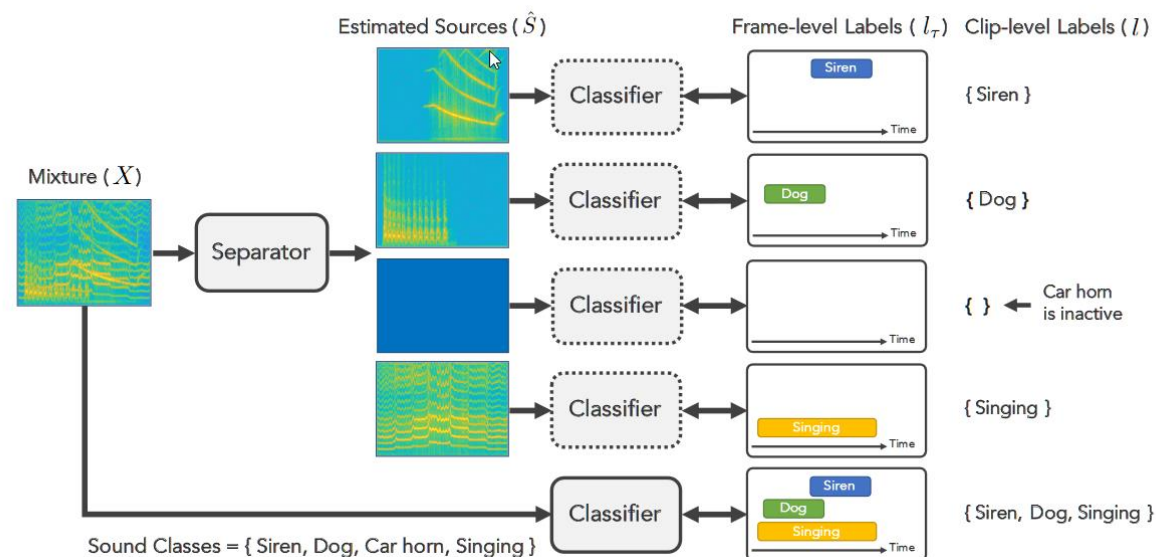 Estimated Sources ( Ŝ )
Frame-level Labels ( l_τ )
Clip-level Labels ( l )
Classifier
Siren
Time
{ Siren }
Mixture ( X )
Separator
Classifier
Dog
Time
{ Dog }
Classifier
Time
{ }
Car horn
is inactive
Classifier
Singing
Time
{ Singing }
Classifier
Siren
Dog
Singing
Time
{ Siren, Dog, Singing }
Sound Classes = { Siren, Dog, Car horn, Singing }